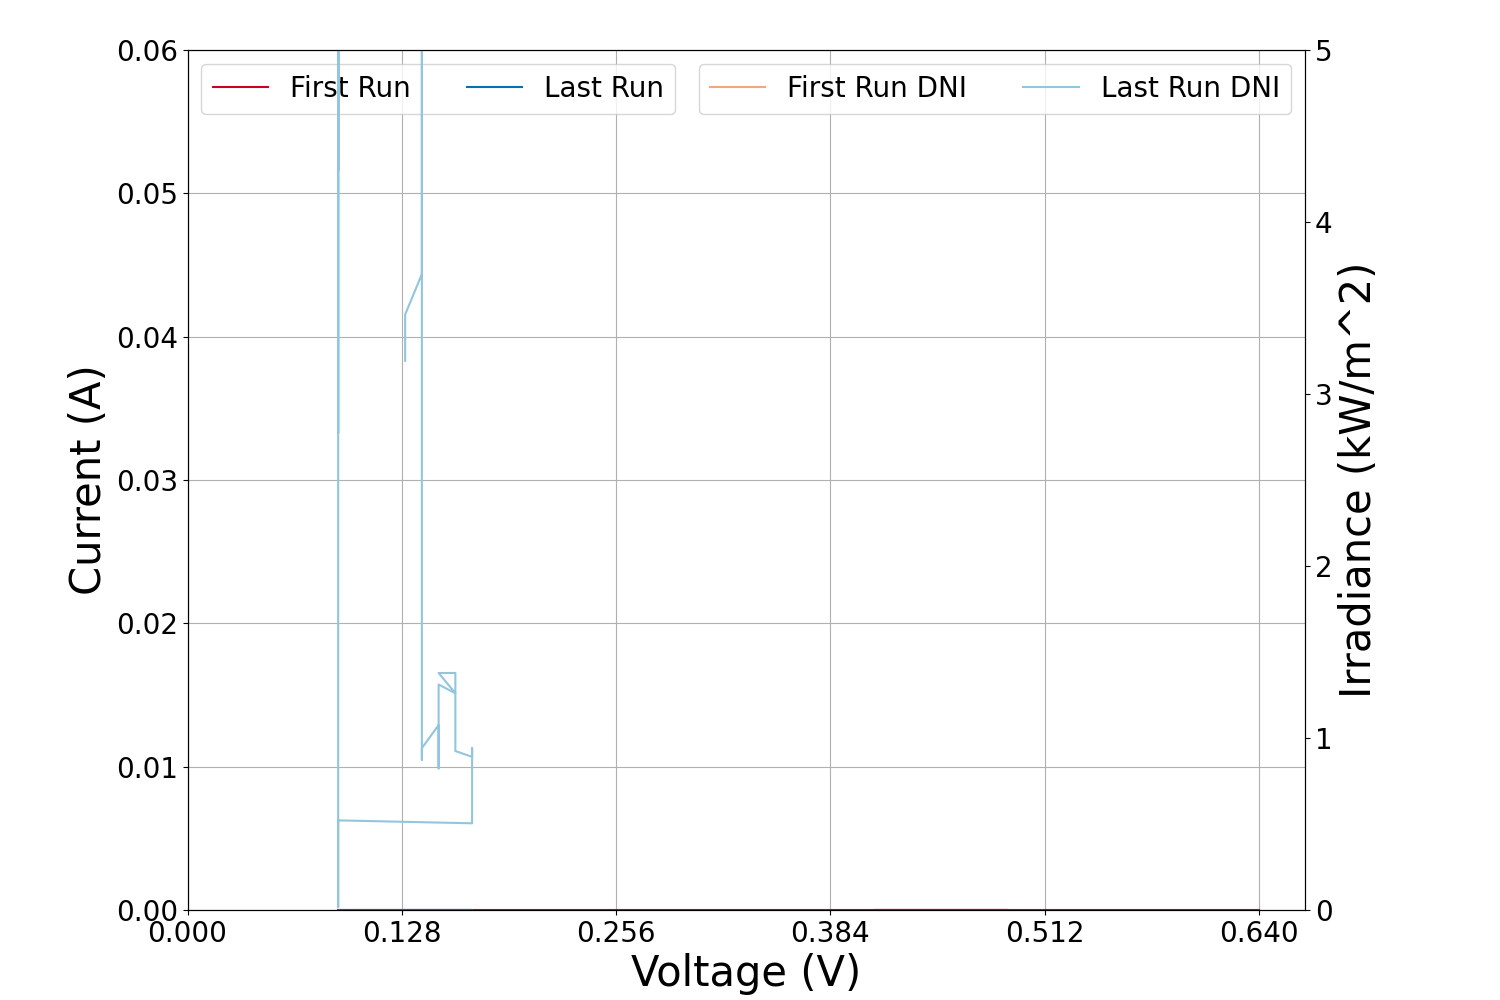 First Run
Last Run
First Run DNI
Last Run DNI
0.06
0.05
0.04
0.03
0.02
0.01
0.00
Current (A)
5
4
3
2
1
0
Irradiance (kW/m^2)
0.000
0.128
0.256
0.384
0.512
0.640
Voltage (V)